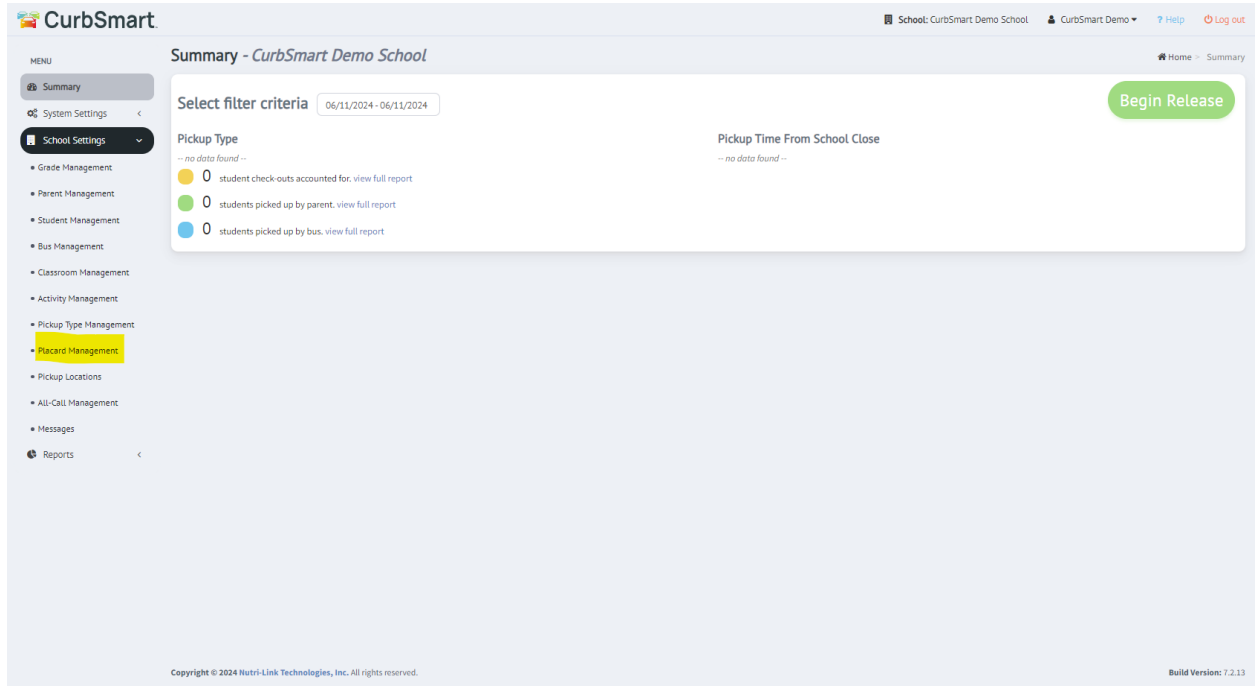 CurbSmart.
School: CurbSmart Demo School CurbSmart Demo ? Help Log out
MENU
Summary
System Settings <
School Settings
Grade Management
Parent Management
Student Management
Bus Management
Classroom Management
Activity Management
Pickup Type Management
Placard Management
Pickup Locations
All-Call Management
Messages
Reports <
Summary - CurbSmart Demo School
Home > Summary
Select filter criteria 06/11/2024 - 06/11/2024
Begin Release
Pickup Type
-- no data found --
0 student check-outs accounted for. view full report
0 students picked up by parent. view full report
0 students picked up by bus. view full report
Pickup Time From School Close
-- no data found --
Copyright © 2024 Nutri-Link Technologies, Inc. All rights reserved.
Build Version: 7.2.13